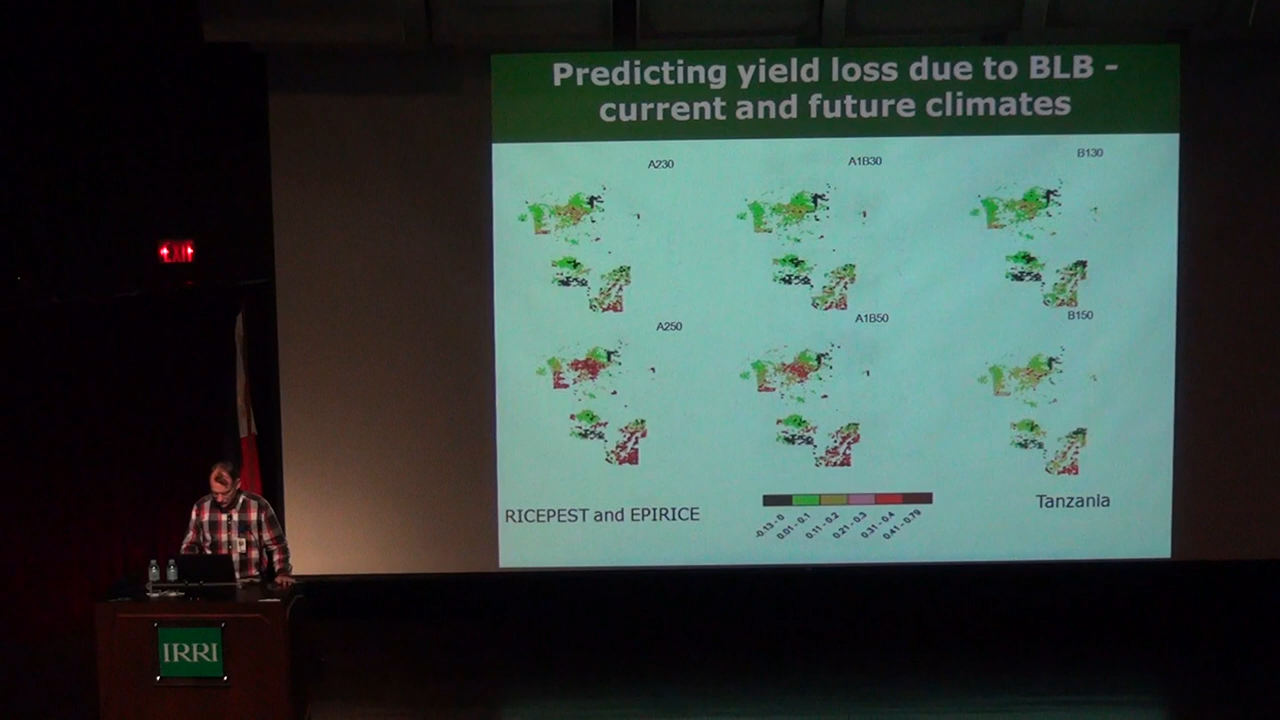 Predicting yield loss due to BLB -
current and future climates
A230
A1B30
B130
A250
A1B50
B150
RICEPEST and EPIRICE
Tanzania
-0.13 - 0
0.01 - 0.1
0.11 - 0.2
0.21 - 0.3
0.31 - 0.4
0.41 - 0.79
EXIT
IRRI